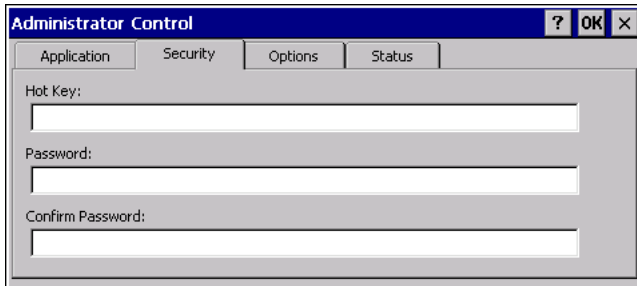 Administrator Control ? OK ×
Application Security Options Status
Hot Key:
Password:
Confirm Password: